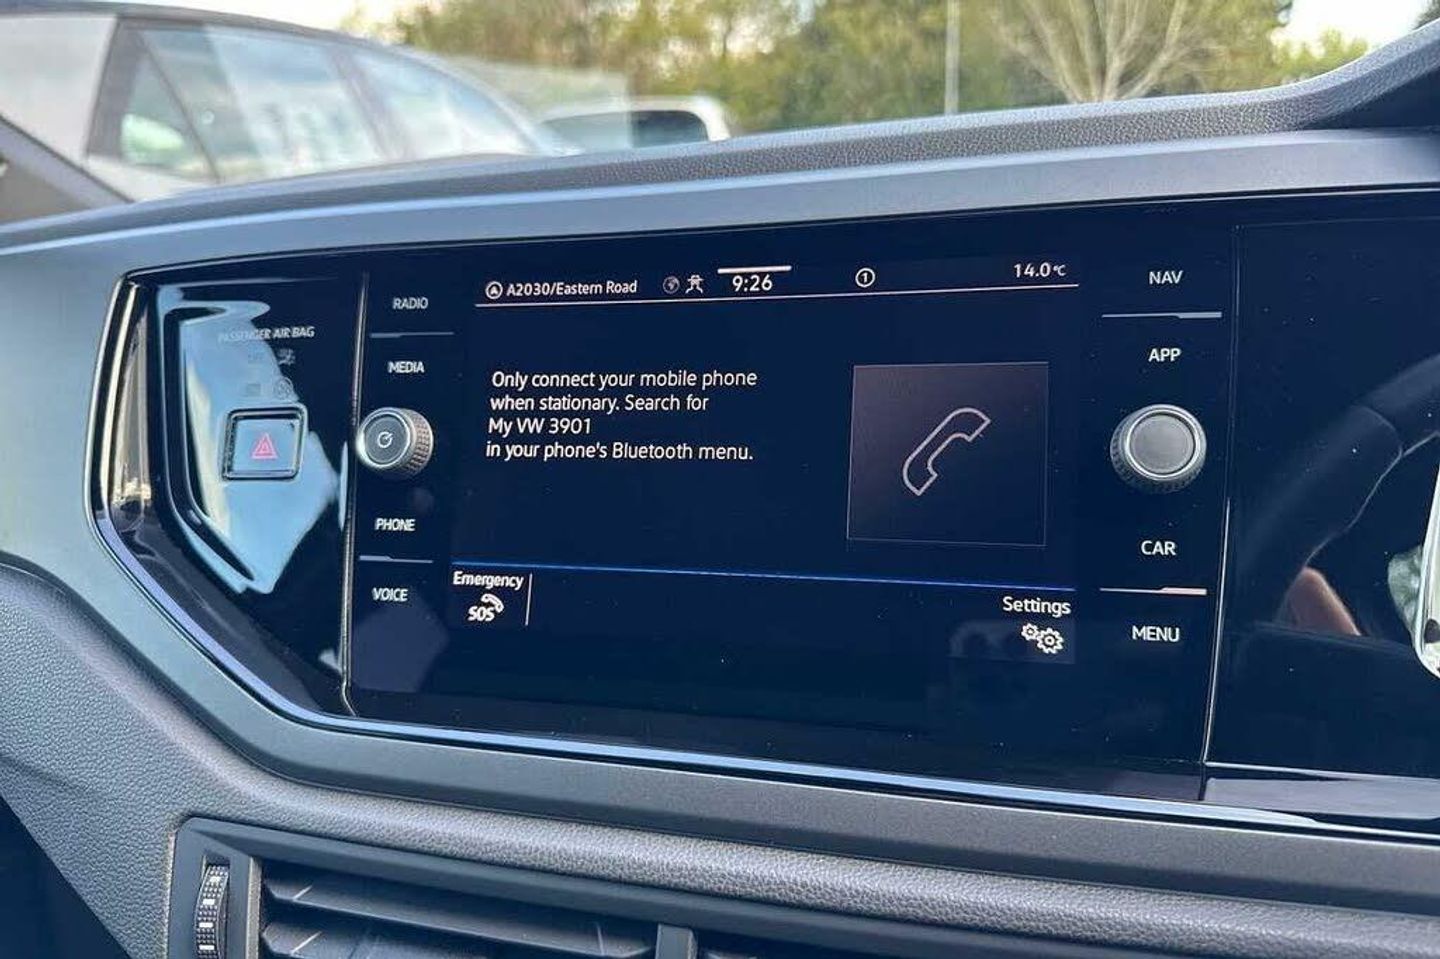 PASSENGER AIR BAG
RADIO
MEDIA
PHONE
VOICE
A2030/Eastern Road
9:26
1
14.0°C
Only connect your mobile phone
when stationary. Search for
My VW 3901
in your phone's Bluetooth menu.
Emergency
SOS
Settings
NAV
APP
CAR
MENU